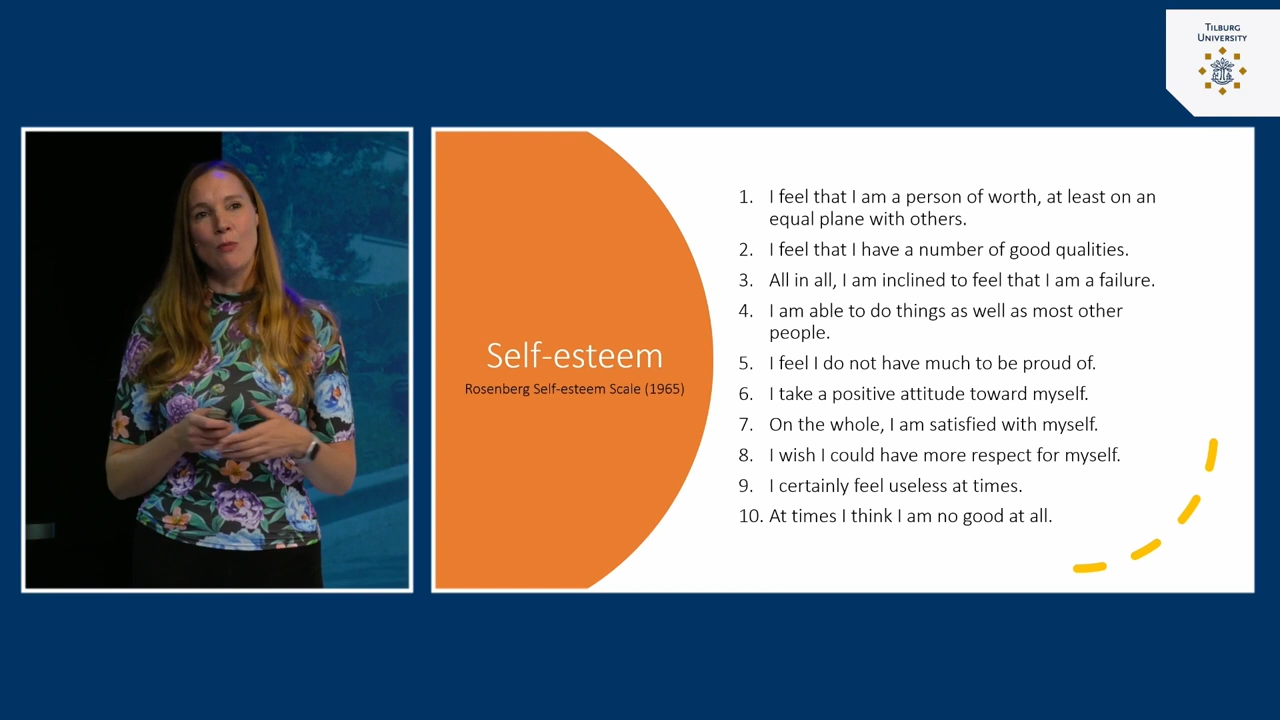 TILBURG
UNIVERSITY
Self-esteem
Rosenberg Self-esteem Scale (1965)
1. I feel that I am a person of worth, at least on an
equal plane with others.
2. I feel that I have a number of good qualities.
3. All in all, I am inclined to feel that I am a failure.
4. I am able to do things as well as most other
people.
5. I feel I do not have much to be proud of.
6. I take a positive attitude toward myself.
7. On the whole, I am satisfied with myself.
8. I wish I could have more respect for myself.
9. I certainly feel useless at times.
10. At times I think I am no good at all.